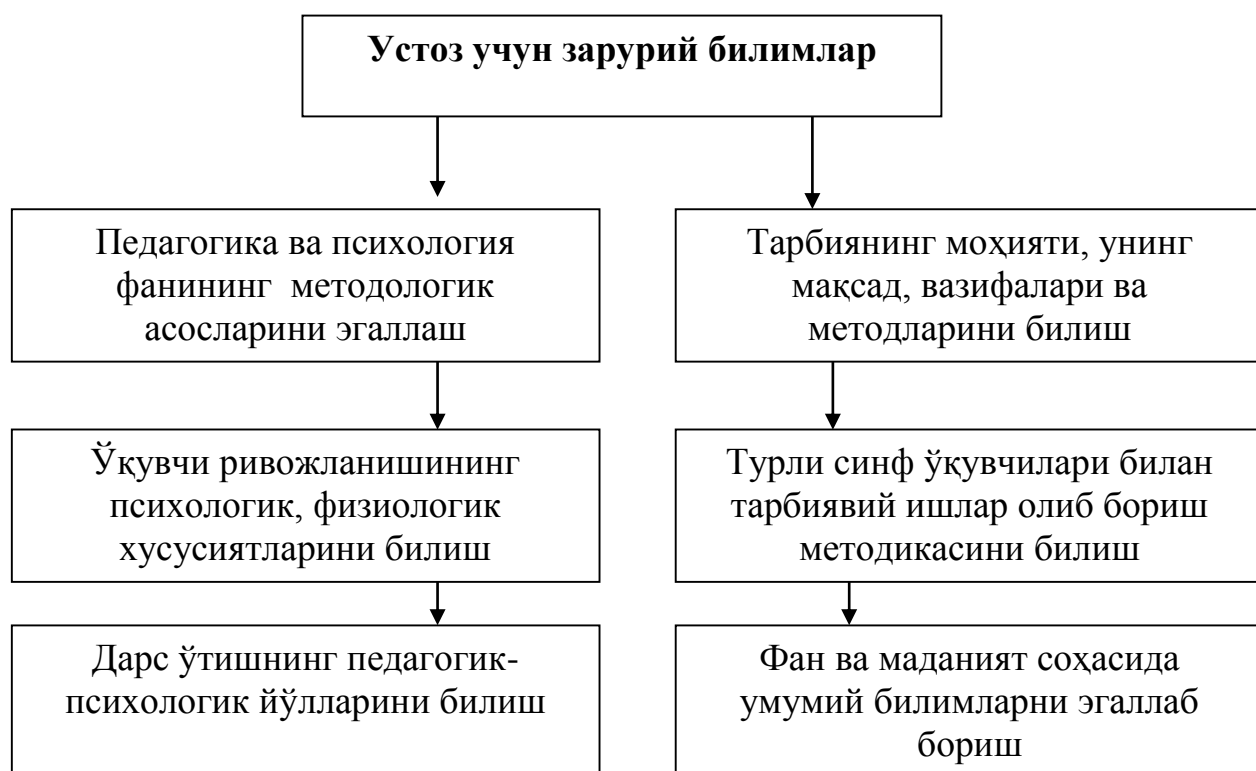 Устоз учун зарурий билимлар
Педагогика ва психология
фанининг методологик
асосларини эгаллаш
Тарбиянинг моҳияти, унинг
мақсад, вазифалари ва
методларини билиш
Ўқувчи ривожланишининг
психологик, физиологик
хусусиятларини билиш
Турли синф ўқувчилари билан
тарбиявий ишлар олиб бориш
методикасини билиш
Дарс ўтишнинг педагогик-
психологик йўлларини билиш
Фан ва маданият соҳасида
умумий билимларни эгаллаб
бориш